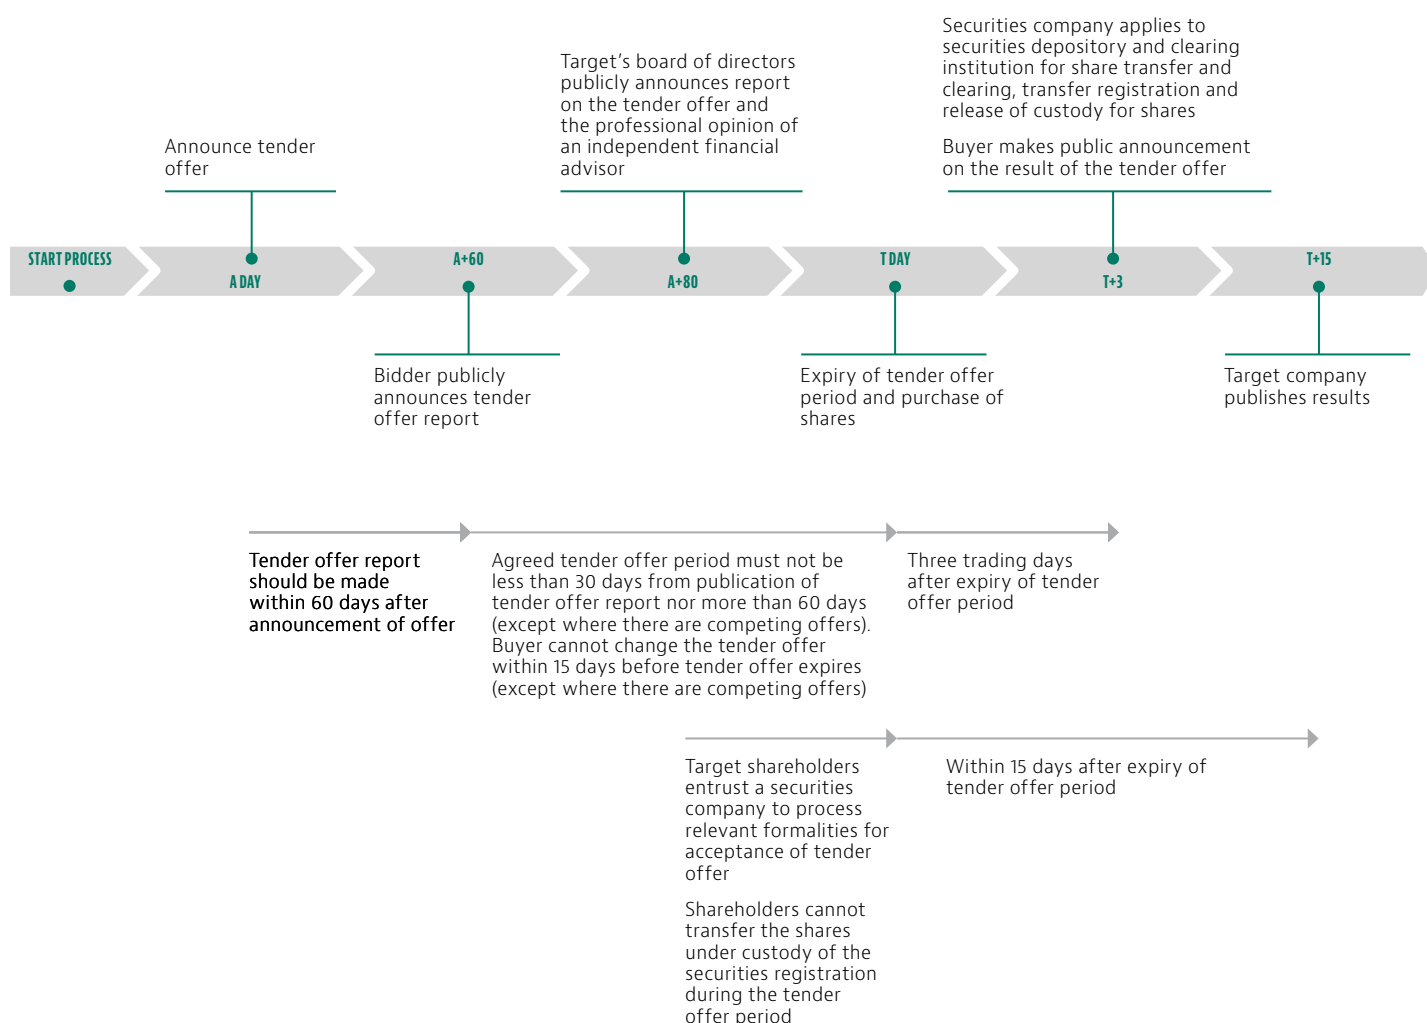 Securities company applies to
securities depository and clearing
institution for share transfer and
clearing, transfer registration and
release of custody for shares
Buyer makes public announcement
on the result of the tender offer
Target's board of directors
publicly announces report
on the tender offer and
the professional opinion of
an independent financial
advisor
Announce tender
offer
START PROCESS
A DAY
A+60
A+80
T DAY
T+3
T+15
Bidder publicly
announces tender
offer report
Expiry of tender offer
period and purchase of
shares
Target company
publishes results
Tender offer report
should be made
within 60 days after
announcement of offer
Agreed tender offer period must not be
less than 30 days from publication of
tender offer report nor more than 60 days
(except where there are competing offers).
Buyer cannot change the tender offer
within 15 days before tender offer expires
(except where there are competing offers)
Three trading days
after expiry of tender
offer period
Target shareholders
entrust a securities
company to process
relevant formalities for
acceptance of tender
offer
Shareholders cannot
transfer the shares
under custody of the
securities registration
during the tender
offer period
Within 15 days after expiry of
tender offer period